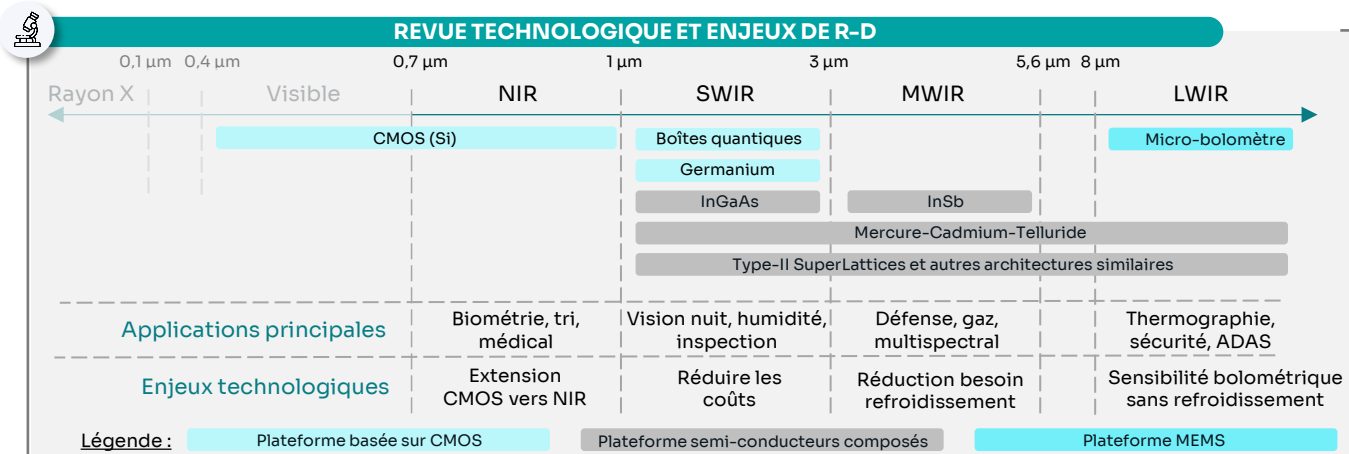 REVUE TECHNOLOGIQUE ET ENJEUX DE R-D
0,1 µm 0,4 µm 0,7 µm 1 µm 3 µm 5,6 µm 8 µm
Rayon X Visible NIR SWIR MWIR LWIR
CMOS (Si) Boîtes quantiques Micro-bolomètre
Germanium
InGaAs InSb
Mercure-Cadmium-Telluride
Type-II SuperLattices et autres architectures similaires
Applications principales
Biométrie, tri,
médical
Vision nuit, humidité,
inspection
Défense, gaz,
multispectral
Thermographie,
sécurité, ADAS
Enjeux technologiques
Extension
CMOS vers NIR
Réduire les
coûts
Réduction besoin
refroidissement
Sensibilité bolométrique
sans refroidissement
Légende : Plateforme basée sur CMOS Plateforme semi-conducteurs composés Plateforme MEMS